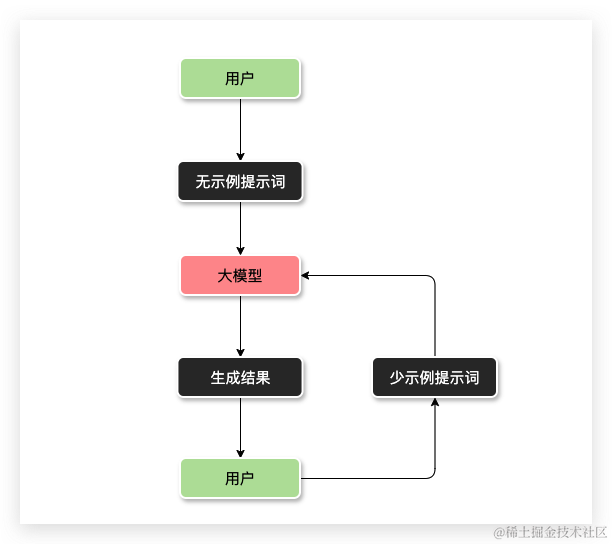 用户
无示例提示词
大模型
生成结果
少示例提示词
用户
@稀土掘金技术社区